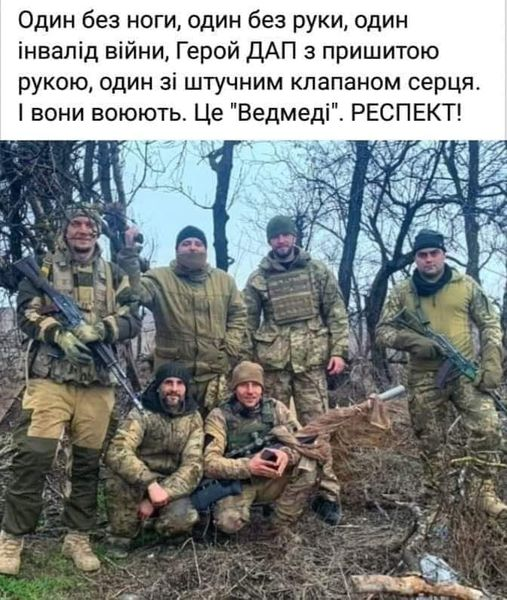 Один без ноги, один без руки, один
інвалід війни, Герой ДАП з пришитою
рукою, один зі штучним клапаном серця.
І вони воюють. Це "Ведмеді". РЕСПЕКТ!